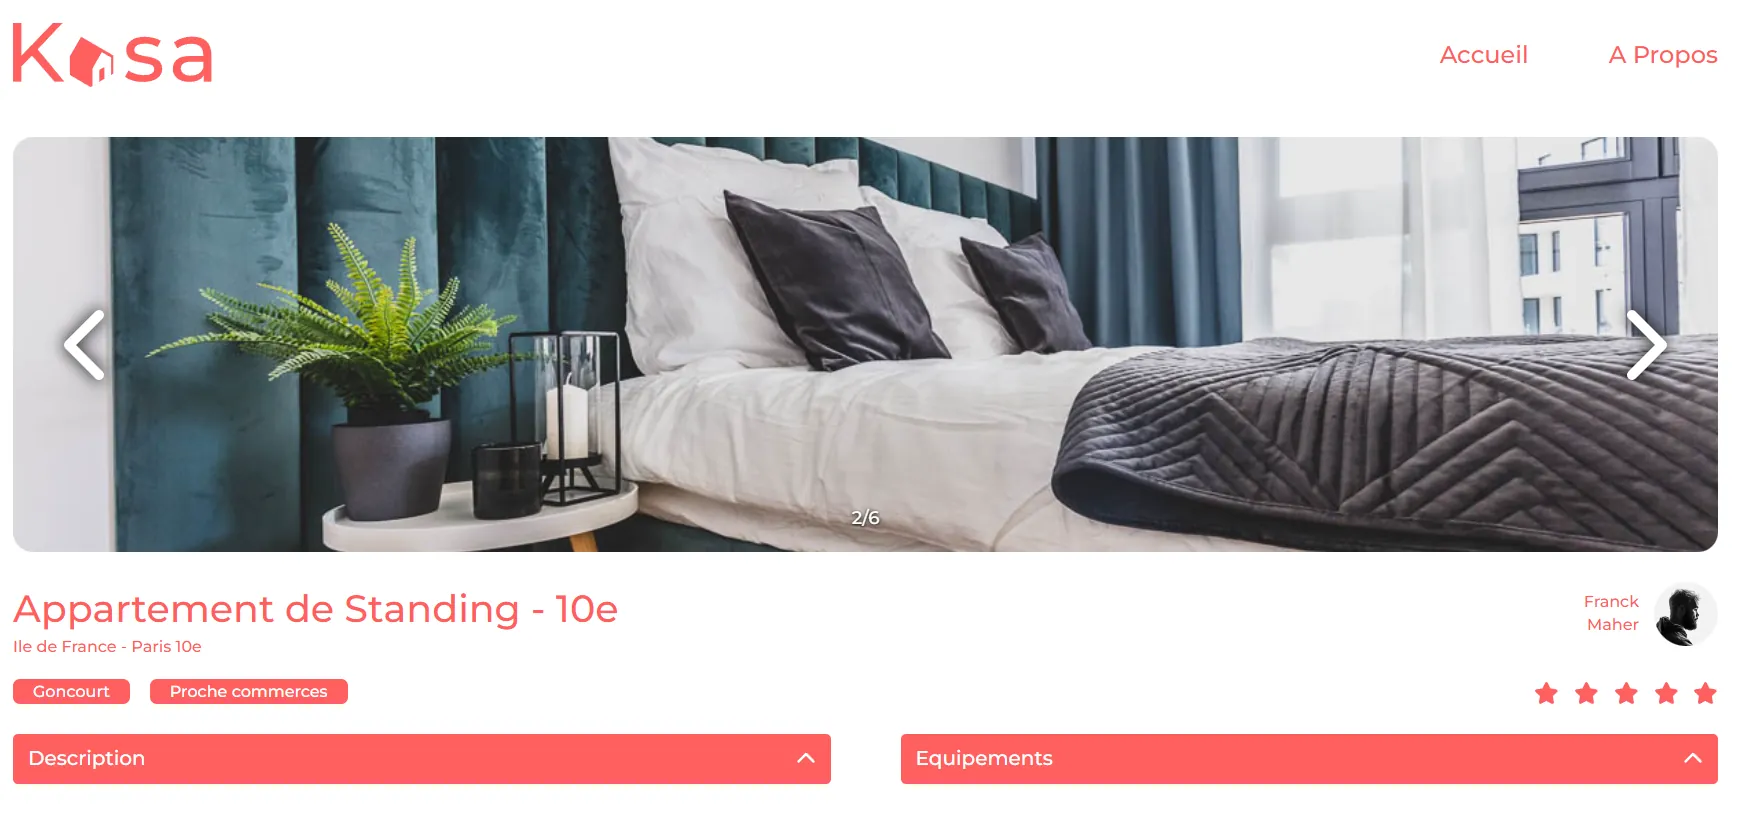 Kasa
Accueil
A Propos
2/6
Appartement de Standing - 10e
Ile de France - Paris 10e
Franck
Maher
Goncourt
Proche commerces
Description
Equipements